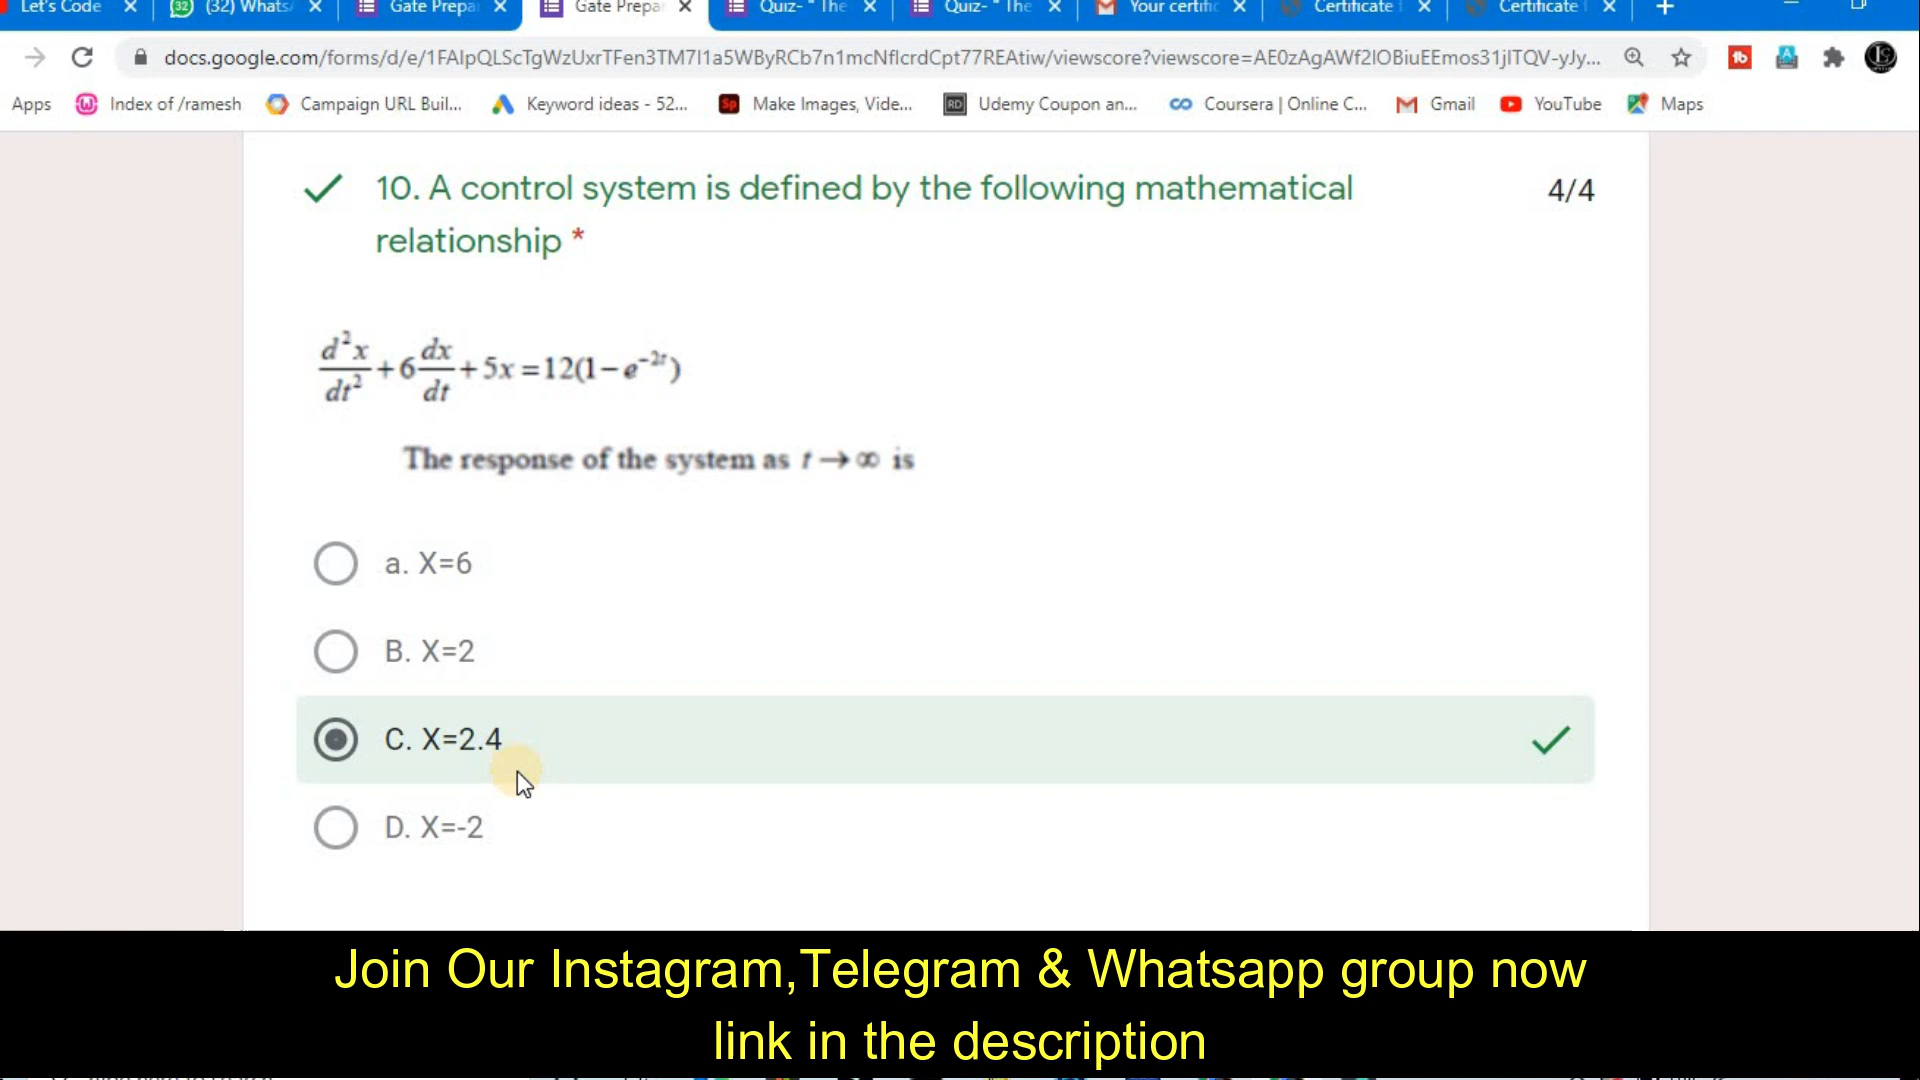 Let's Code (32) Whats Gate Prepa Gate Prepa Quiz- " The Quiz- " The Your certific Certificate Certificate
docs.google.com/forms/d/e/1FAIpQLScTgWzUxrTFen3TM7I1a5WByRCb7n1mcNfIcrdCpt77REAtiw/viewscore?viewscore=AE0zAgAWf2IOBiuEEmos31jITQV-yJy...
Apps Index of /ramesh Campaign URL Buil... Keyword ideas - 52... Make Images, Vide... Udemy Coupon an... Coursera | Online C... Gmail YouTube Maps
10. A control system is defined by the following mathematical 4/4
relationship *
d²x/dt² + 6 dx/dt + 5x = 12(1 − e⁻²ᵗ)
The response of the system as t → ∞ is
a. X=6
B. X=2
C. X=2.4
D. X=-2
Join Our Instagram,Telegram & Whatsapp group now
link in the description